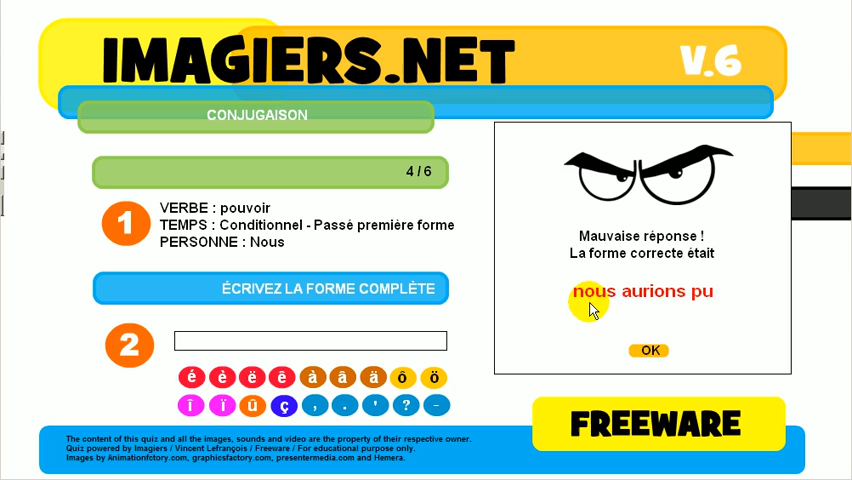 IMAGIERS.NET
V.6
CONJUGAISON
4 / 6
1
VERBE : pouvoir
TEMPS : Conditionnel - Passé première forme
PERSONNE : Nous
ÉCRIVEZ LA FORME COMPLÈTE
2
é è ë ê à â ä ô ö
î ï û ç , . ' ? -
Mauvaise réponse !
La forme correcte était
nous aurions pu
OK
FREEWARE
The content of this quiz and all the images, sounds and video are the property of their respective owner.
Quiz powered by Imagiers / Vincent Lefrançois / Freeware / For educational purpose only.
Images by Animationfctory.com, graphicsfactory.com, presentermedia.com and Hemera.